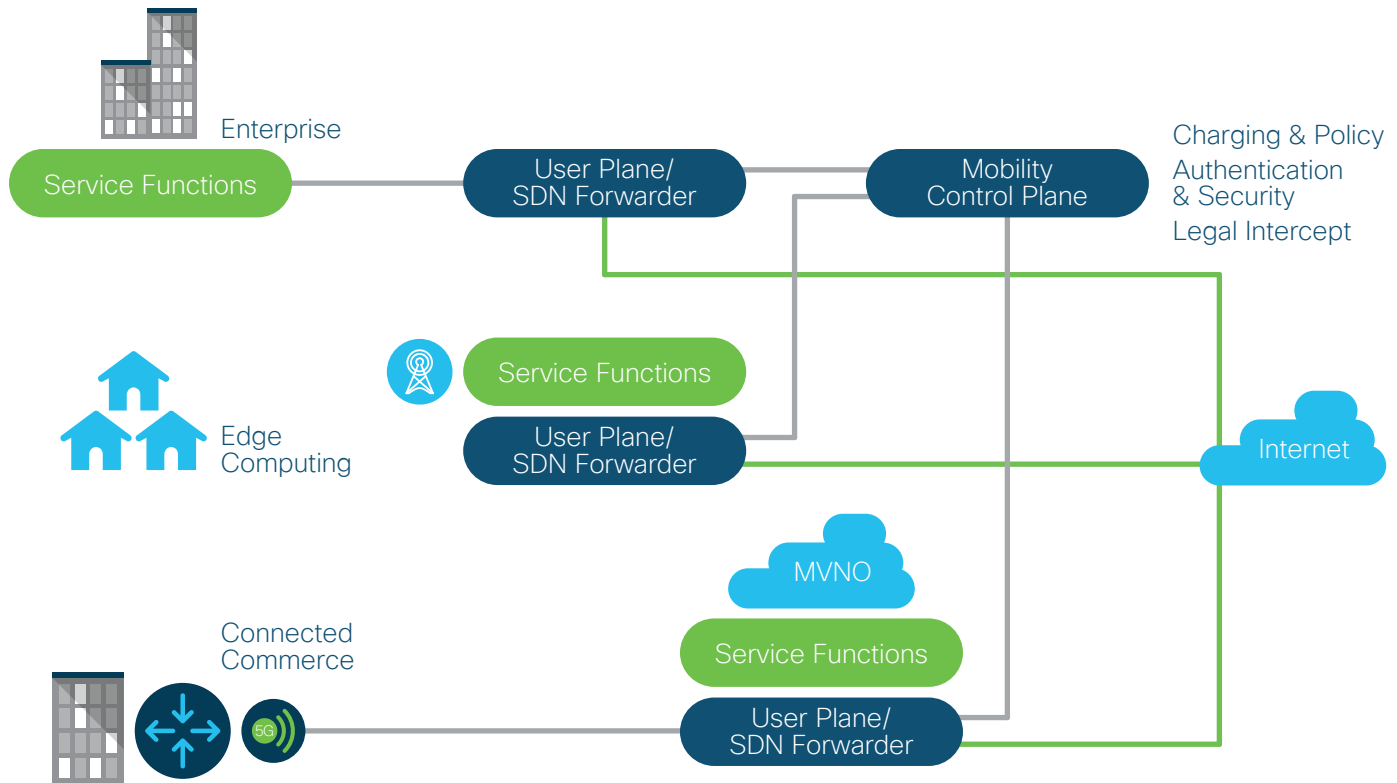 Enterprise
Service Functions
User Plane/
SDN Forwarder
Mobility
Control Plane
Charging & Policy
Authentication
& Security
Legal Intercept
Service Functions
Edge
Computing
User Plane/
SDN Forwarder
Internet
MVNO
Connected
Commerce
Service Functions
5G
User Plane/
SDN Forwarder